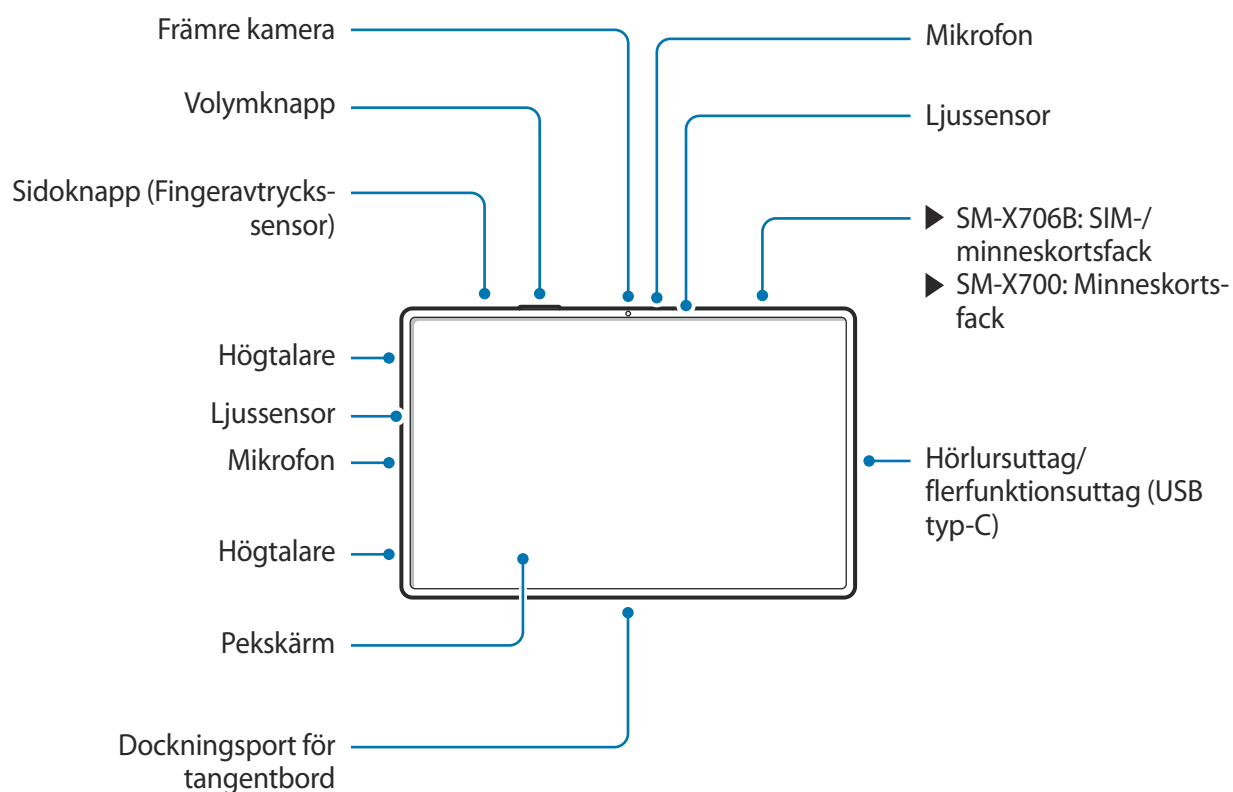 Främre kamera
Volymknapp
Sidoknapp (Fingeravtrycks-
sensor)
Högtalare
Ljussensor
Mikrofon
Högtalare
Pekskärm
Dockningsport för
tangentbord
Mikrofon
Ljussensor
▶ SM-X706B: SIM-/
minneskortsfack
▶ SM-X700: Minneskorts-
fack
Hörlursuttag/
flerfunktionsuttag (USB
typ-C)